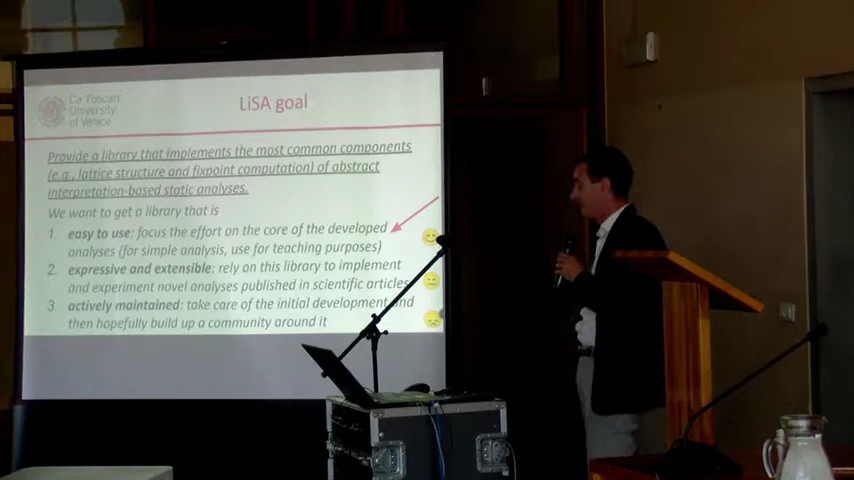 Ca' Foscari
University
of Venice
LiSA goal
Provide a library that implements the most common components
(e.g., lattice structure and fixpoint computation) of abstract
interpretation-based static analyses.
We want to get a library that is
1. easy to use: focus the effort on the core of the developed
analyses (for simple analysis, use for teaching purposes)
2. expressive and extensible: rely on this library to implement
and experiment novel analyses published in scientific articles
3. actively maintained: take care of the initial development and
then hopefully build up a community around it